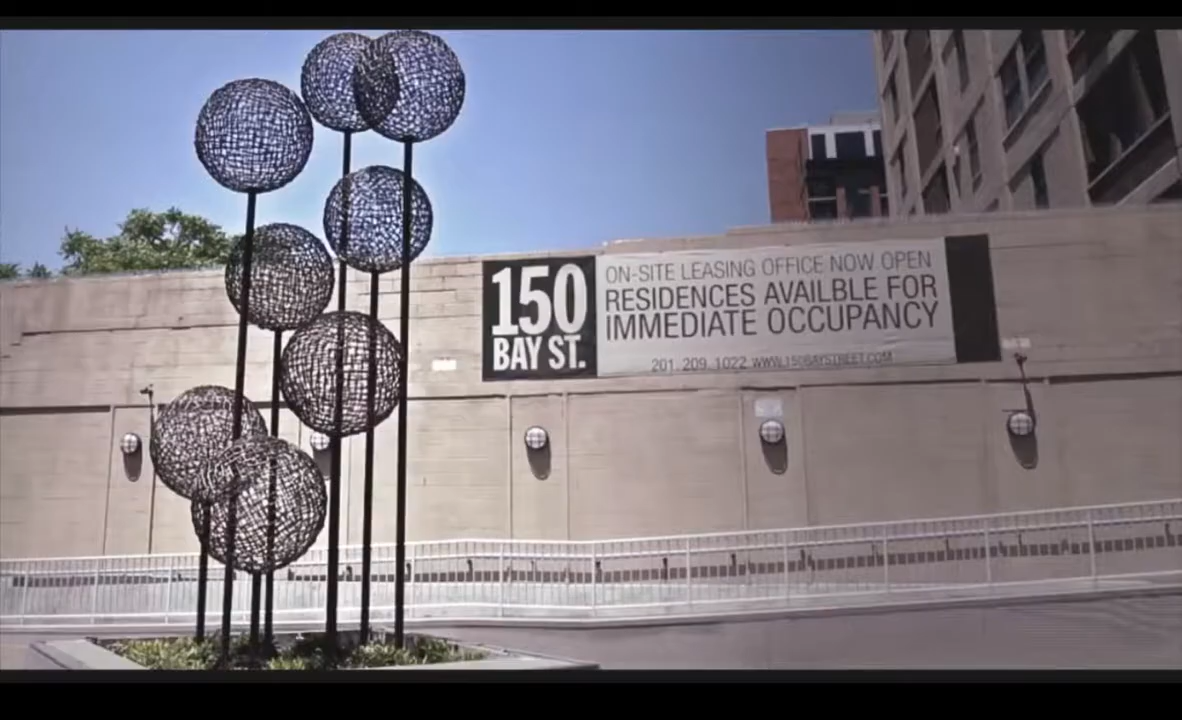 150
BAY ST.
ON-SITE LEASING OFFICE NOW OPEN
RESIDENCES AVAILBLE FOR
IMMEDIATE OCCUPANCY
201. 209. 1022 WWW.150BAYSTREET.COM